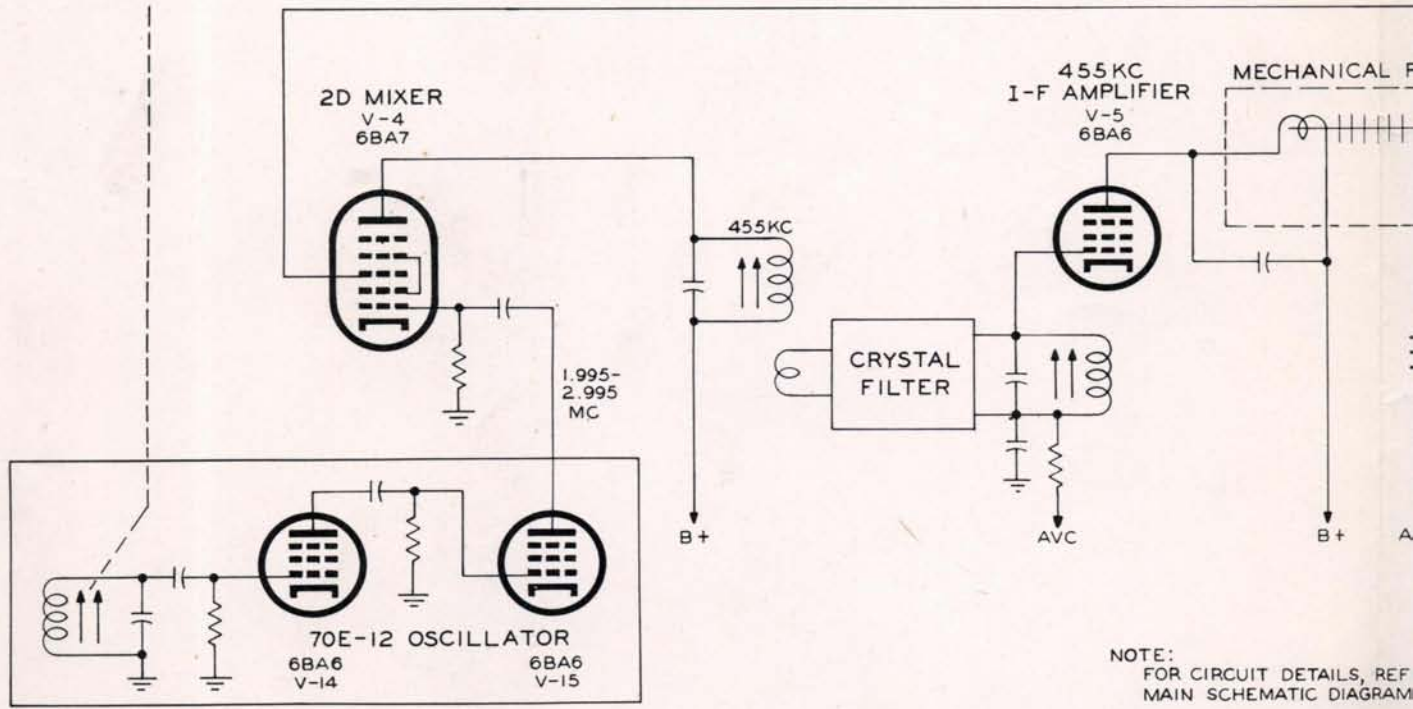 2D MIXER
V-4
6BA7
455KC
I-F AMPLIFIER
V-5
6BA6
MECHANICAL
455KC
1.995-
2.995
MC
CRYSTAL
FILTER
B+
AVC
B+
70E-12 OSCILLATOR
6BA6
V-14
6BA6
V-15
NOTE:
FOR CIRCUIT DETAILS, REF
MAIN SCHEMATIC DIAGRAM